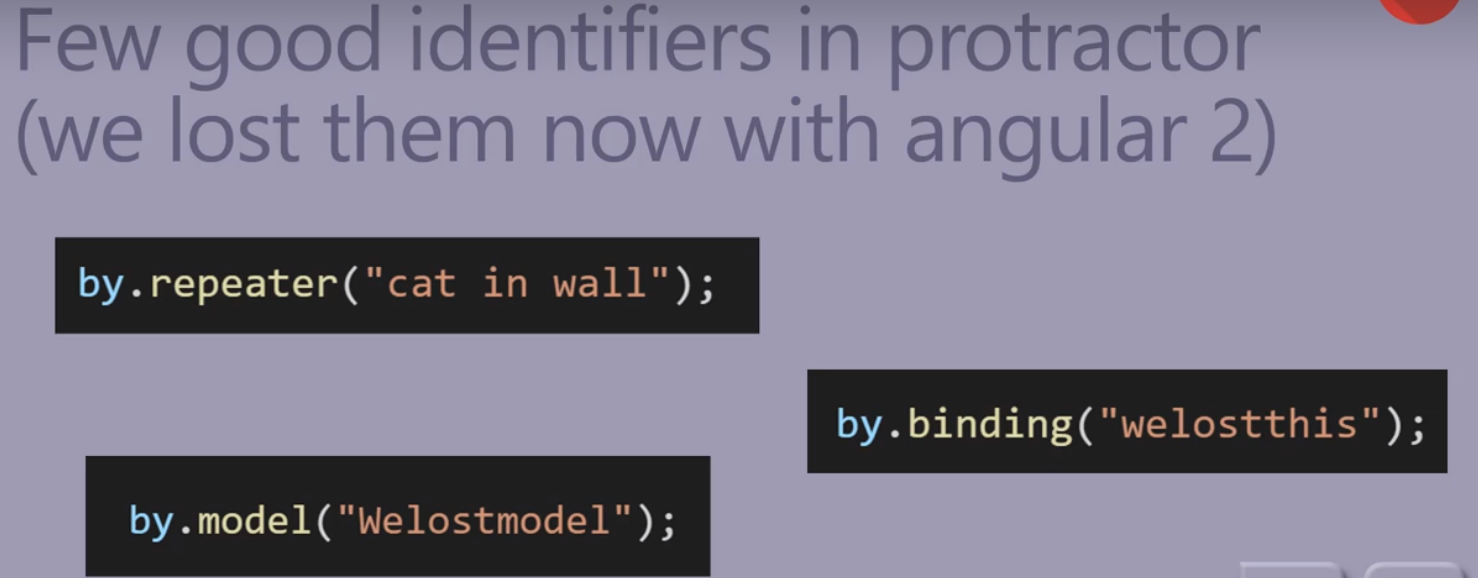 Few good identifiers in protractor
(we lost them now with angular 2)
by.repeater("cat in wall");
by.binding("welostthis");
by.model("Welostmodel");